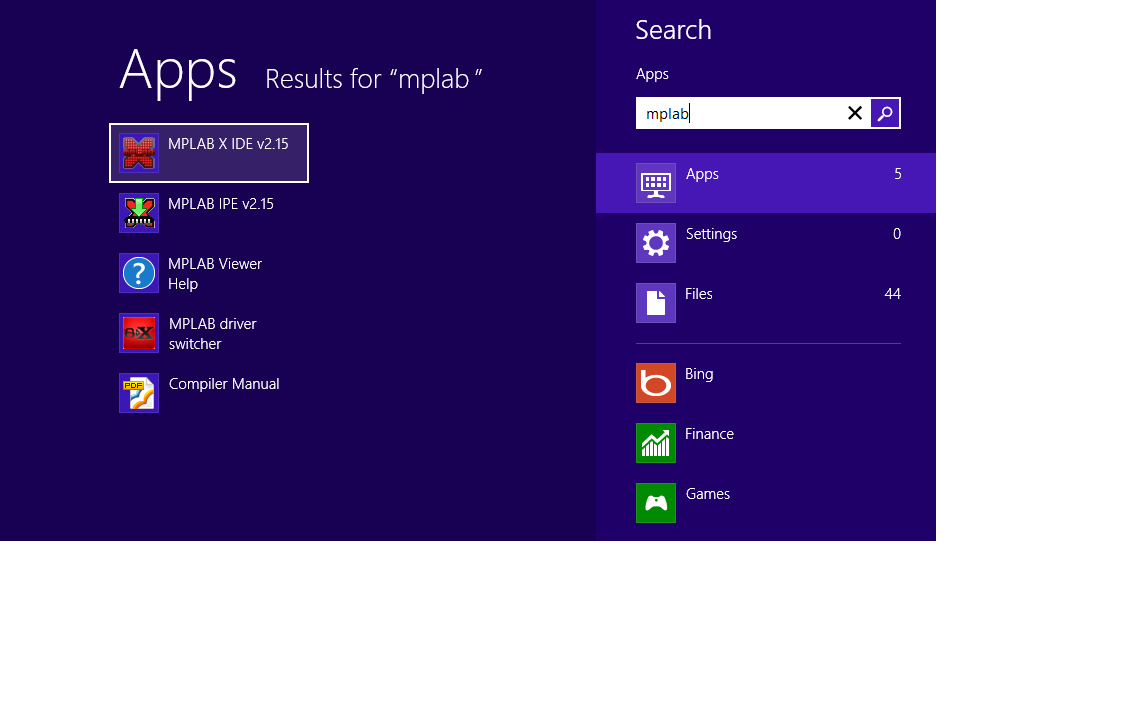 Apps Results for “mplab”
MPLAB X IDE v2.15
MPLAB IPE v2.15
MPLAB Viewer
Help
MPLAB driver
switcher
PDF
Compiler Manual
Search
Apps
mplab
Apps 5
Settings 0
Files 44
Bing
Finance
Games